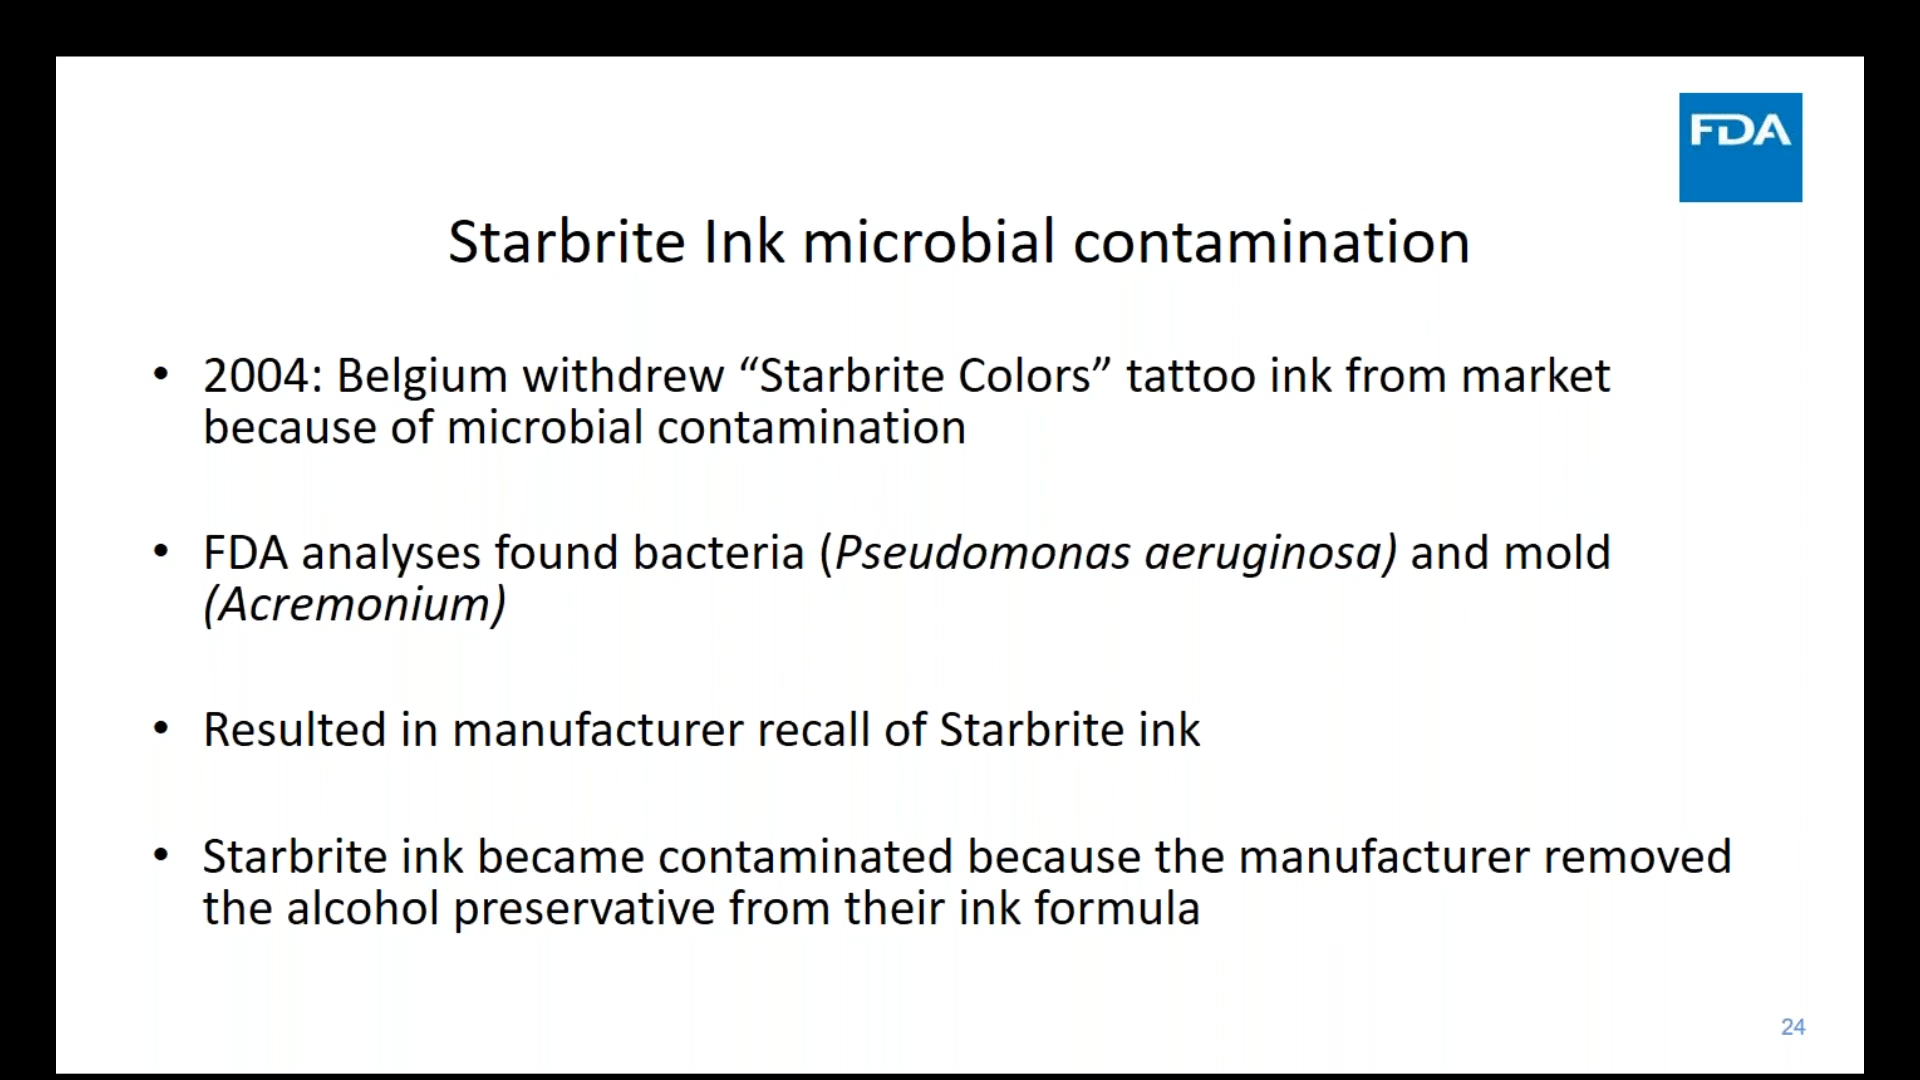 FDA
Starbrite Ink microbial contamination
• 2004: Belgium withdrew “Starbrite Colors” tattoo ink from market
because of microbial contamination
• FDA analyses found bacteria (Pseudomonas aeruginosa) and mold
(Acremonium)
• Resulted in manufacturer recall of Starbrite ink
• Starbrite ink became contaminated because the manufacturer removed
the alcohol preservative from their ink formula
24